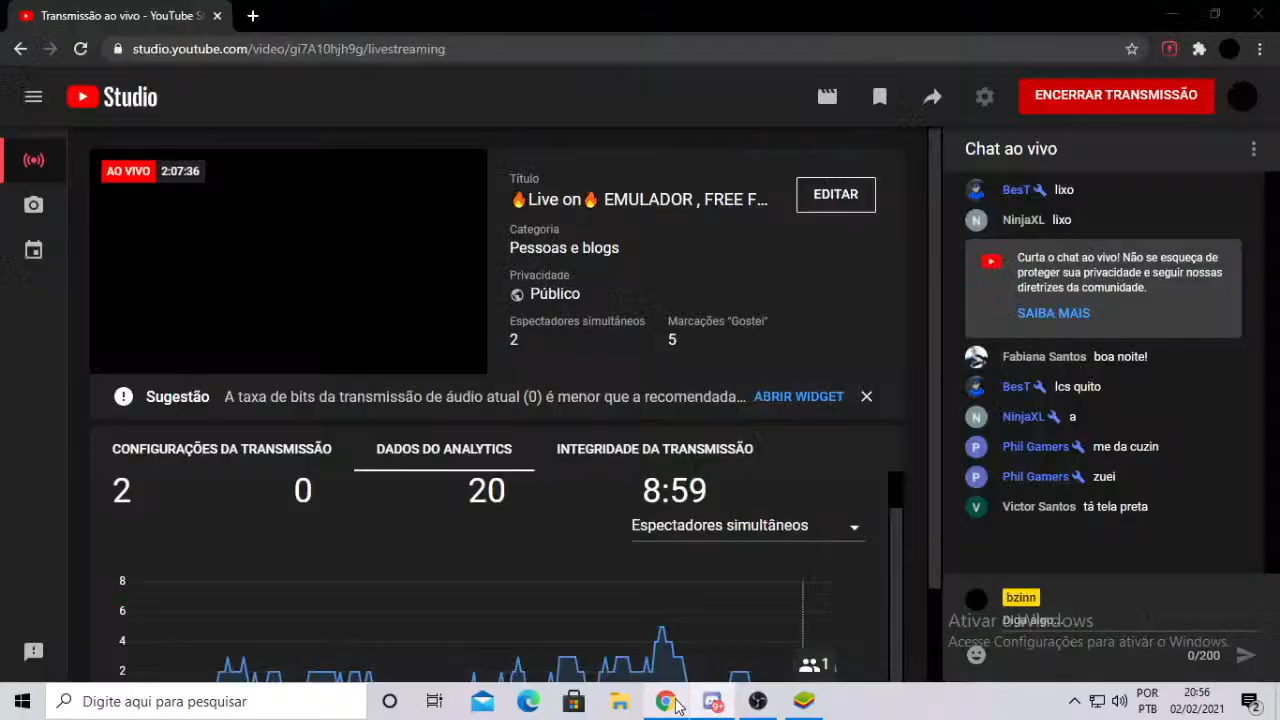 Transmissão ao vivo - YouTube S
studio.youtube.com/video/gi7A10hjh9g/livestreaming
Studio
ENCERRAR TRANSMISSÃO
AO VIVO 2:07:36
Título
🔥Live on🔥 EMULADOR , FREE F...
EDITAR
Categoria
Pessoas e blogs
Privacidade
Público
Espectadores simultâneos
Marcações "Gostei"
2
5
Sugestão A taxa de bits da transmissão de áudio atual (0) é menor que a recomendada... ABRIR WIDGET
CONFIGURAÇÕES DA TRANSMISSÃO
DADOS DO ANALYTICS
INTEGRIDADE DA TRANSMISSÃO
2
0
20
8:59
Espectadores simultâneos
8
6
4
2
1
Chat ao vivo
BesT lixo
N NinjaXL lixo
Curta o chat ao vivo! Não se esqueça de
proteger sua privacidade e seguir nossas
diretrizes da comunidade.
SAIBA MAIS
Fabiana Santos boa noite!
BesT lcs quito
N NinjaXL a
P Phil Gamers me da cuzin
P Phil Gamers zuei
V Victor Santos tá tela preta
bzinn
Diga algo...
0/200
Ativar o Windows
Acesse Configurações para ativar o Windows.
Digite aqui para pesquisar
9+
POR
PTB
20:56
02/02/2021
2